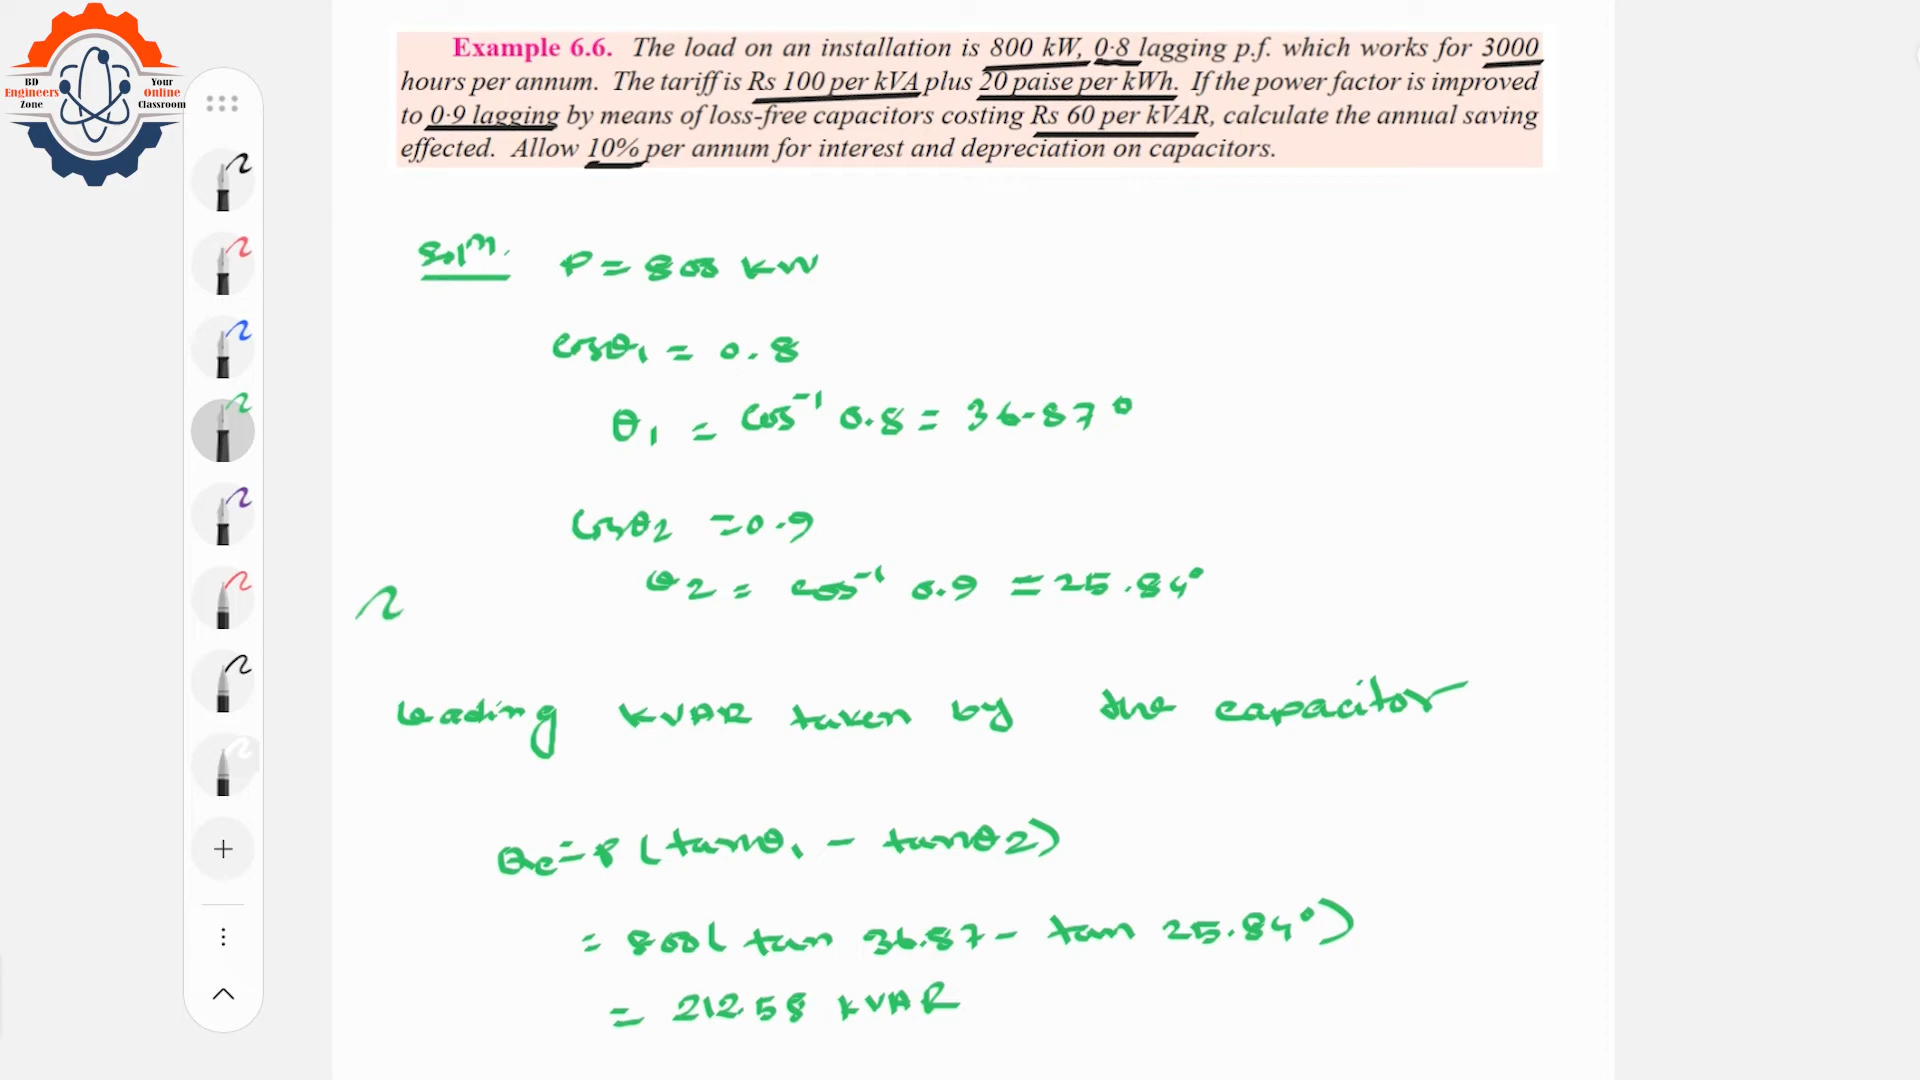 BD Your
Engineers Online
Zone Classroom
Example 6.6. The load on an installation is 800 kW, 0·8 lagging p.f. which works for 3000
hours per annum. The tariff is Rs 100 per kVA plus 20 paise per kWh. If the power factor is improved
to 0·9 lagging by means of loss-free capacitors costing Rs 60 per kVAR, calculate the annual saving
effected. Allow 10% per annum for interest and depreciation on capacitors.
Solⁿ. P = 800 kW
cosθ₁ = 0.8
θ₁ = cos⁻¹ 0.8 = 36.87°
cosθ₂ = 0.9
θ₂ = cos⁻¹ 0.9 = 25.84°
Leading kVAR taken by the capacitor
Qc = P (tanθ₁ - tanθ₂)
= 800( tan 36.87 - tan 25.84°)
= 212.58 kVAR